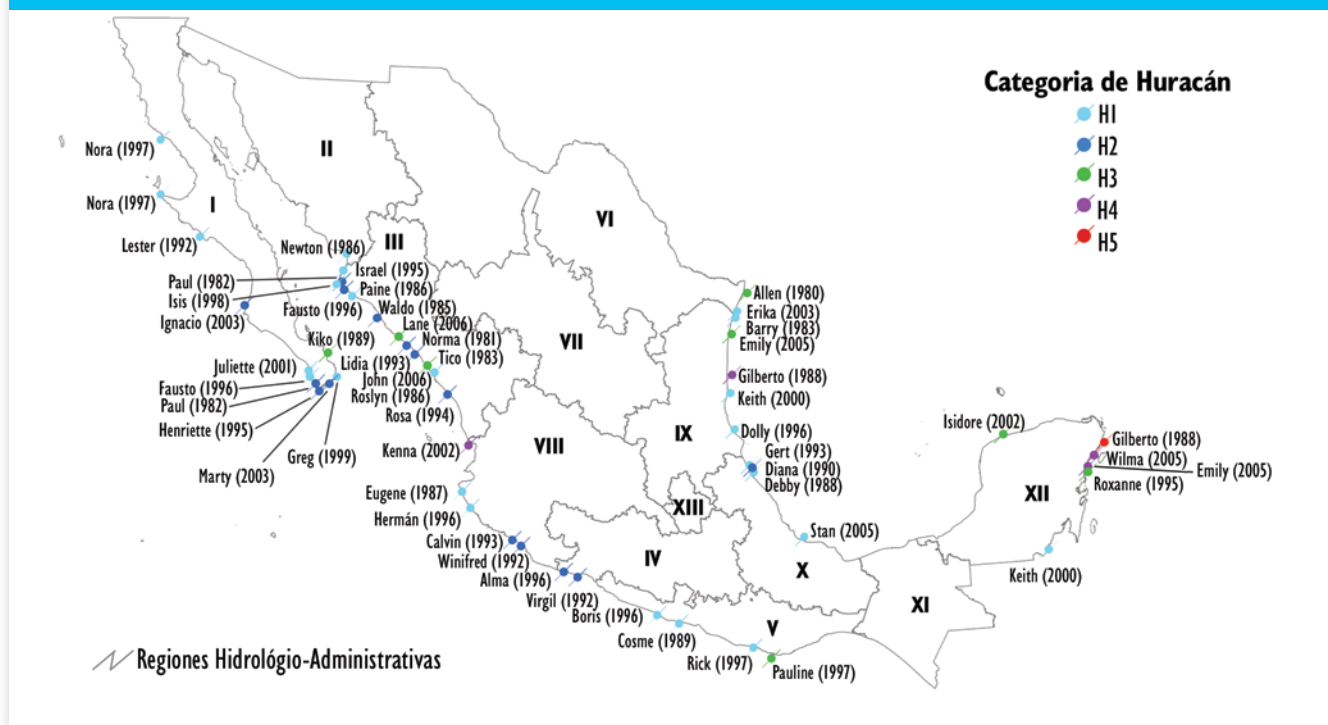 Categoria de Huracán
H1
H2
H3
H4
H5
Nora (1997)
Nora (1997)
Lester (1992)
Newton (1986)
Israel (1995)
Paul (1982)
Paine (1986)
Isis (1998)
Fausto (1996)
Waldo (1985)
Ignacio (2003)
Lane (2006)
Kiko (1989)
Norma (1981)
Juliette (2001)
Lidia (1993)
Tico (1983)
John (2006)
Fausto (1996)
Roslyn (1986)
Paul (1982)
Rosa (1994)
Henriette (1995)
Greg (1999)
Marty (2003)
Kenna (2002)
Eugene (1987)
Hermán (1996)
Calvin (1993)
Winifred (1992)
Alma (1996)
Virgil (1992)
Boris (1996)
Cosme (1989)
Rick (1997)
Pauline (1997)
Allen (1980)
Erika (2003)
Barry (1983)
Emily (2005)
Gilberto (1988)
Keith (2000)
Dolly (1996)
Gert (1993)
Diana (1990)
Debby (1988)
Stan (2005)
Isidore (2002)
Gilberto (1988)
Wilma (2005)
Emily (2005)
Roxanne (1995)
Keith (2000)
I
II
III
IV
V
VI
VII
VIII
IX
X
XI
XII
XIII
Regiones Hidrológio-Administrativas